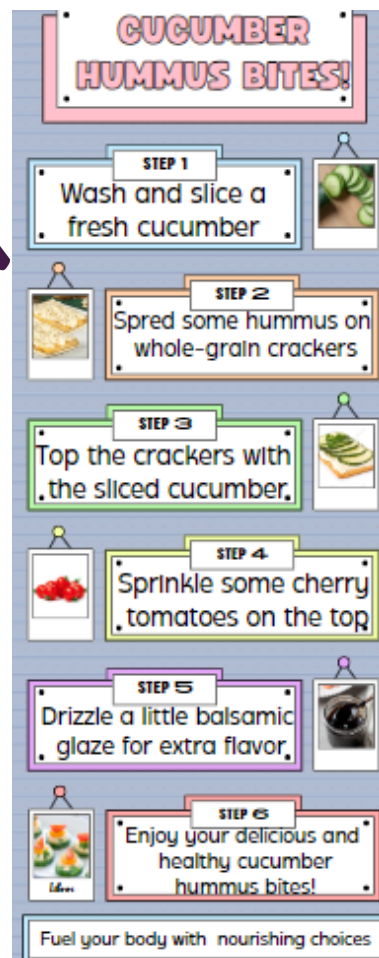 CUCUMBER
HUMMUS BITES!
STEP 1
Wash and slice a
fresh cucumber
STEP 2
Spred some hummus on
whole-grain crackers
STEP 3
Top the crackers with
the sliced cucumber.
STEP 4
Sprinkle some cherry
tomatoes on the top
STEP 5
Drizzle a little balsamic
glaze for extra flavor.
STEP 6
Enjoy your delicious and
healthy cucumber
hummus bites!
Fuel your body with nourishing choices